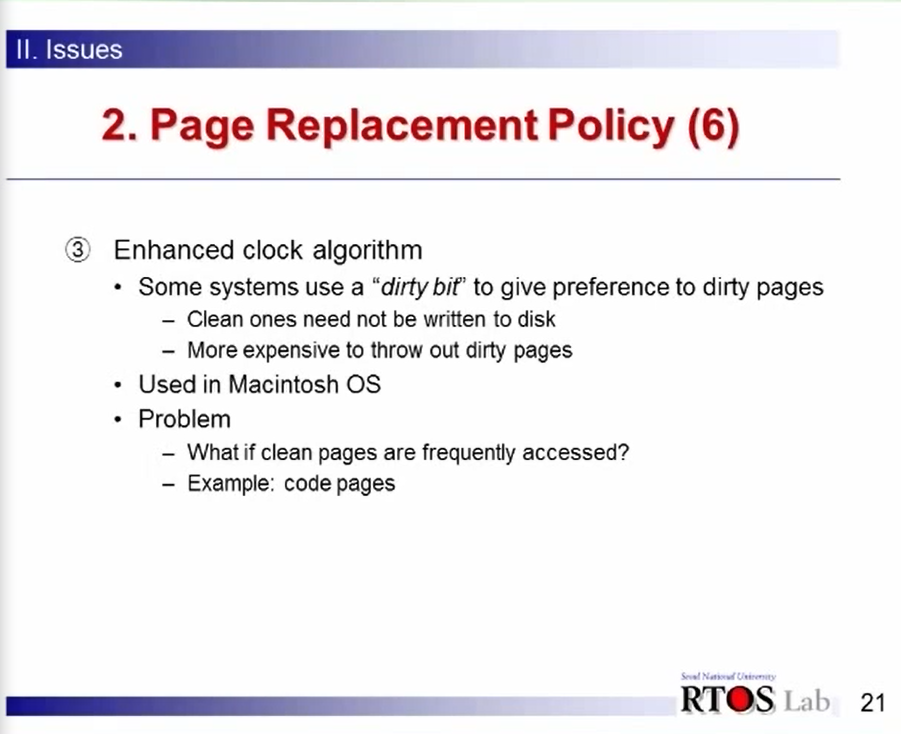 II. Issues
2. Page Replacement Policy (6)
③ Enhanced clock algorithm
• Some systems use a “dirty bit” to give preference to dirty pages
– Clean ones need not be written to disk
– More expensive to throw out dirty pages
• Used in Macintosh OS
• Problem
– What if clean pages are frequently accessed?
– Example: code pages
Seoul National University
RTOS Lab
21